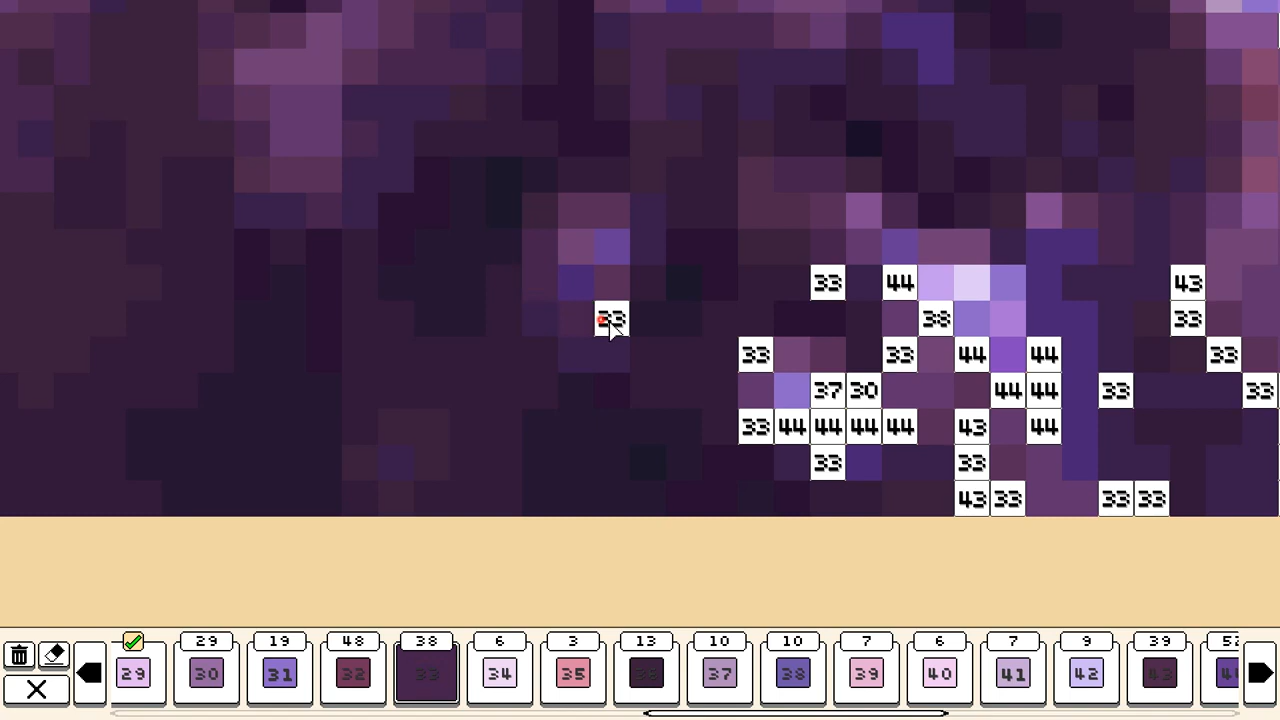 33 44 43
33 38 33
33 33 44 44 33
37 30 44 44 33 33
33 44 44 44 44 43 44
33 33
43 33 33 33
29 19 48 38 6 3 13 10 10 7 6 7 9 39
29 30 31 32 33 34 35 37 38 39 40 41 42 43